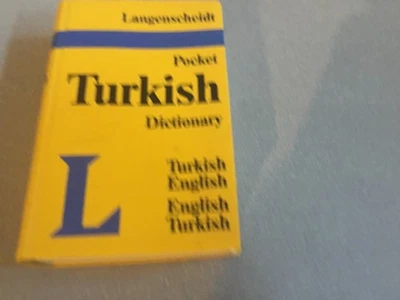 Langenscheidt
Pocket
Turkish
Dictionary
L
Turkish
English
English
Turkish